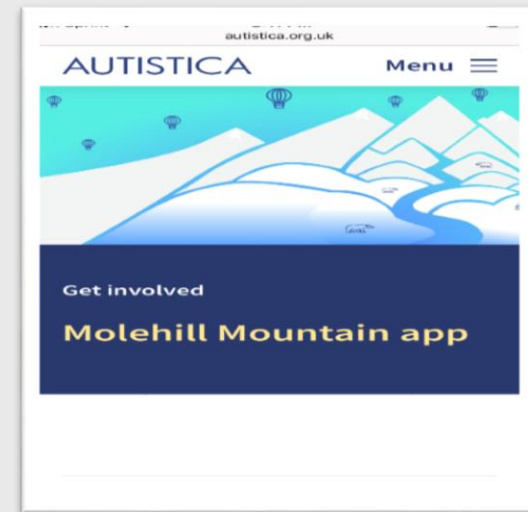 autistica.org.uk
AUTISTICA
Menu
Get involved
Molehill Mountain app